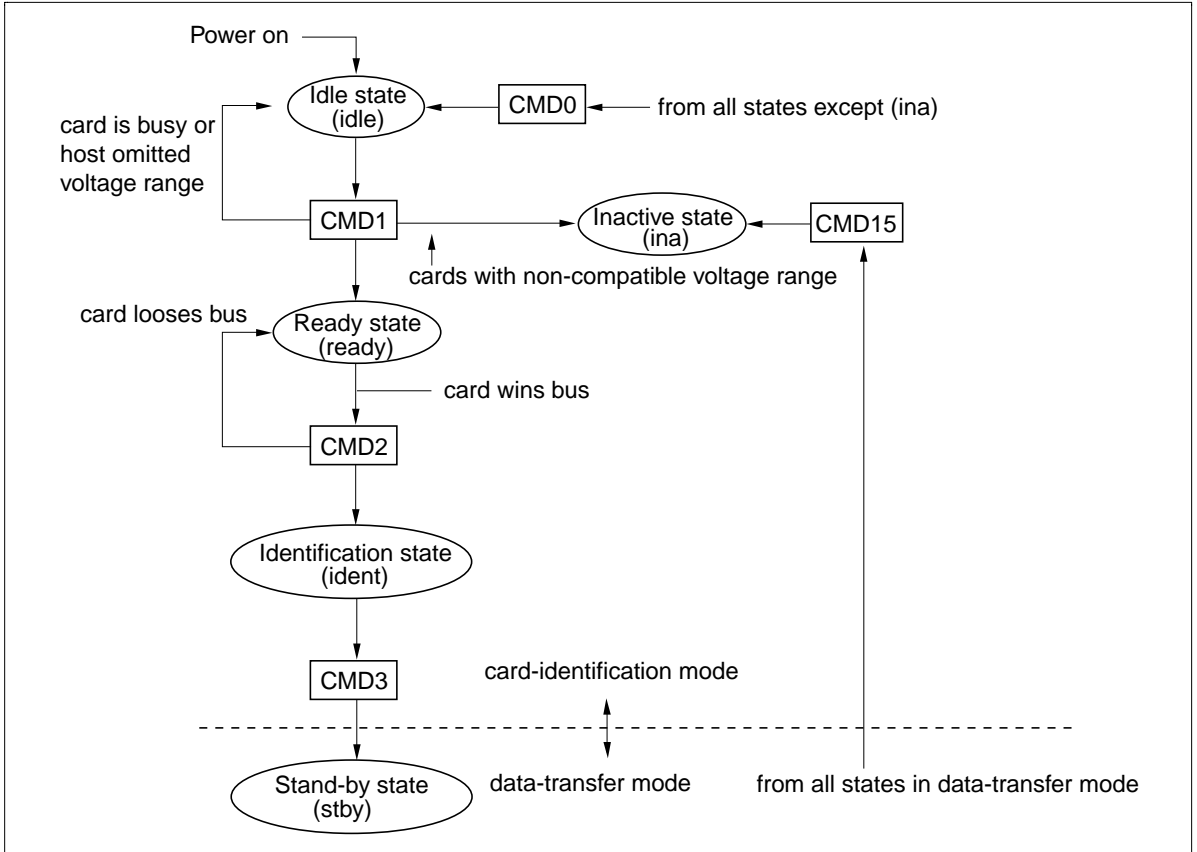 Power on
Idle state
(idle)
CMD0
from all states except (ina)
card is busy or
host omitted
voltage range
CMD1
Inactive state
(ina)
CMD15
cards with non-compatible voltage range
card looses bus
Ready state
(ready)
card wins bus
CMD2
Identification state
(ident)
CMD3
card-identification mode
Stand-by state
(stby)
data-transfer mode
from all states in data-transfer mode